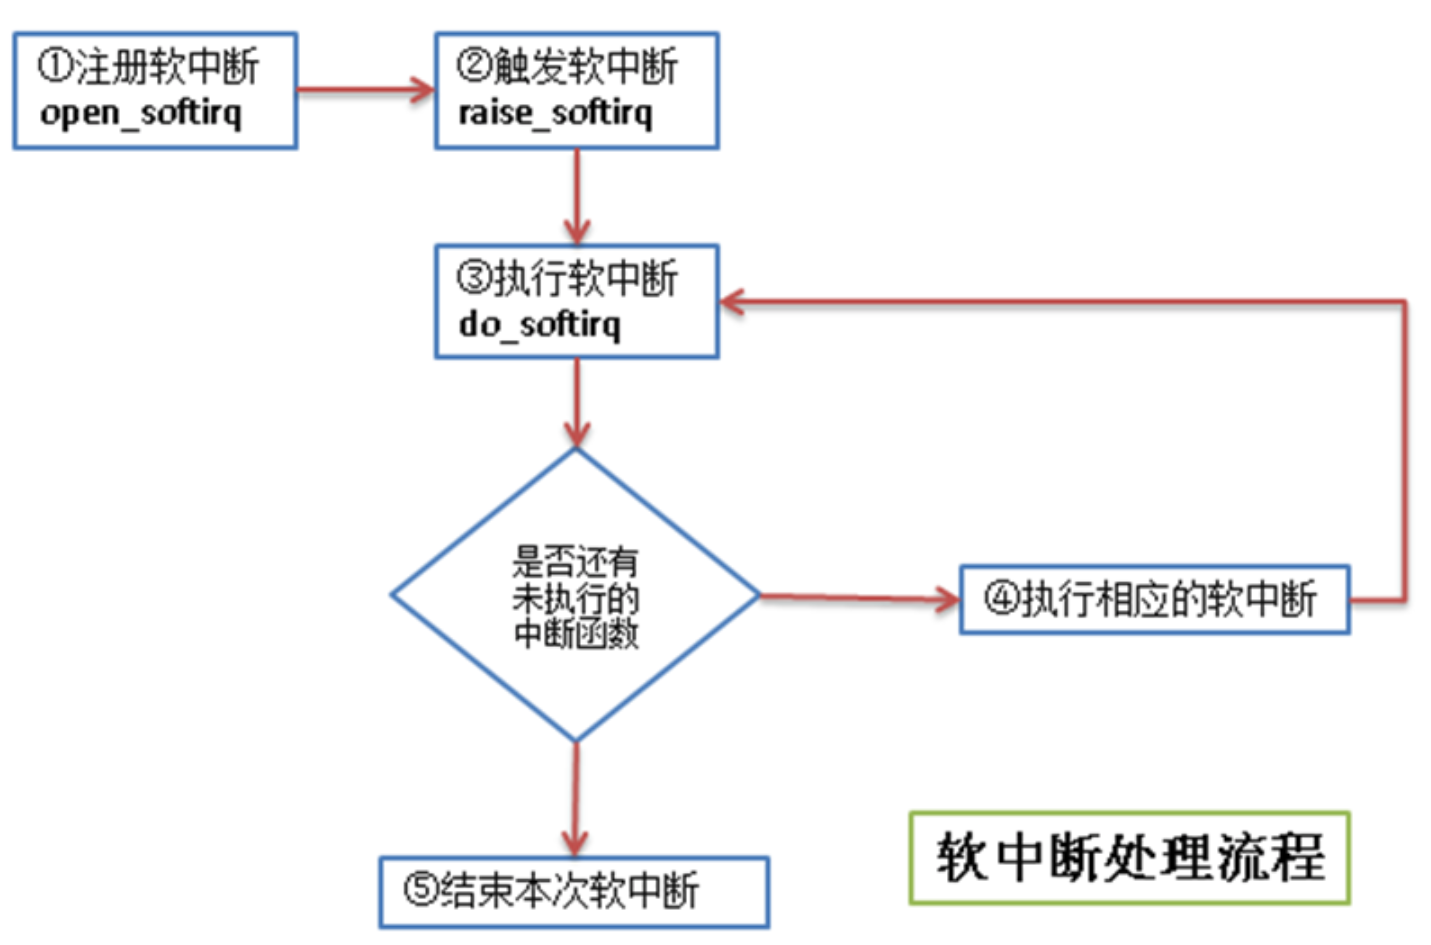 ①注册软中断
open_softirq
②触发软中断
raise_softirq
③执行软中断
do_softirq
是否还有
未执行的
中断函数
④执行相应的软中断
⑤结束本次软中断
软中断处理流程